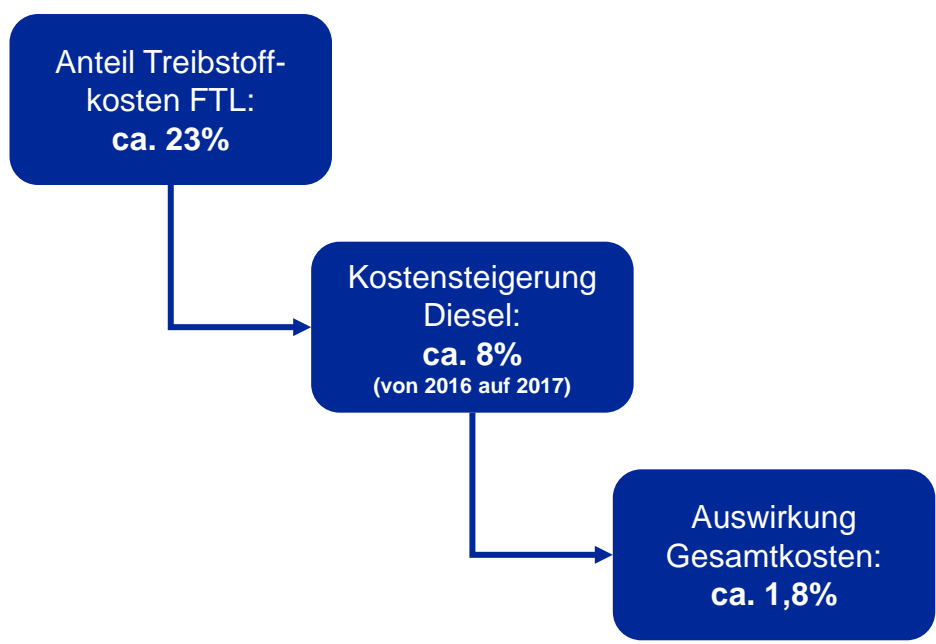 Anteil Treibstoff-
kosten FTL:
ca. 23%
Kostensteigerung
Diesel:
ca. 8%
(von 2016 auf 2017)
Auswirkung
Gesamtkosten:
ca. 1,8%